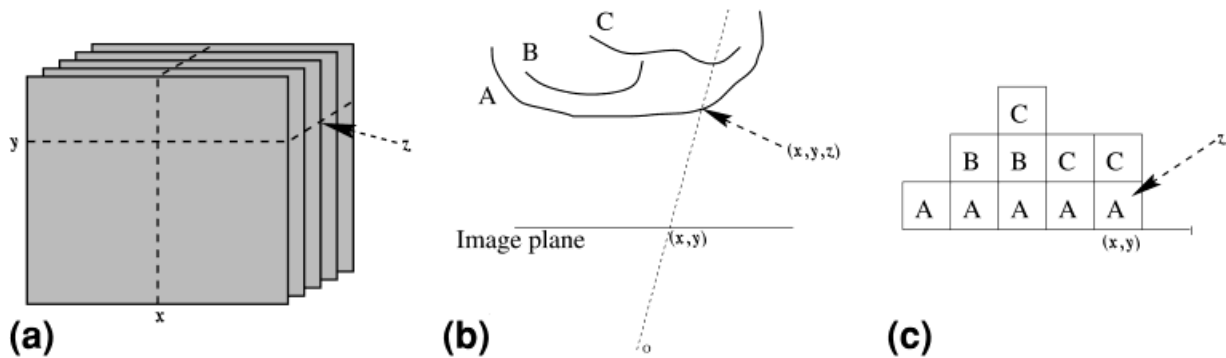 y
x
z
(a)
C
B
A
(x,y,z)
Image plane
(x,y)
o
(b)
C
B B C C
A A A A A
z
(x,y)
(c)